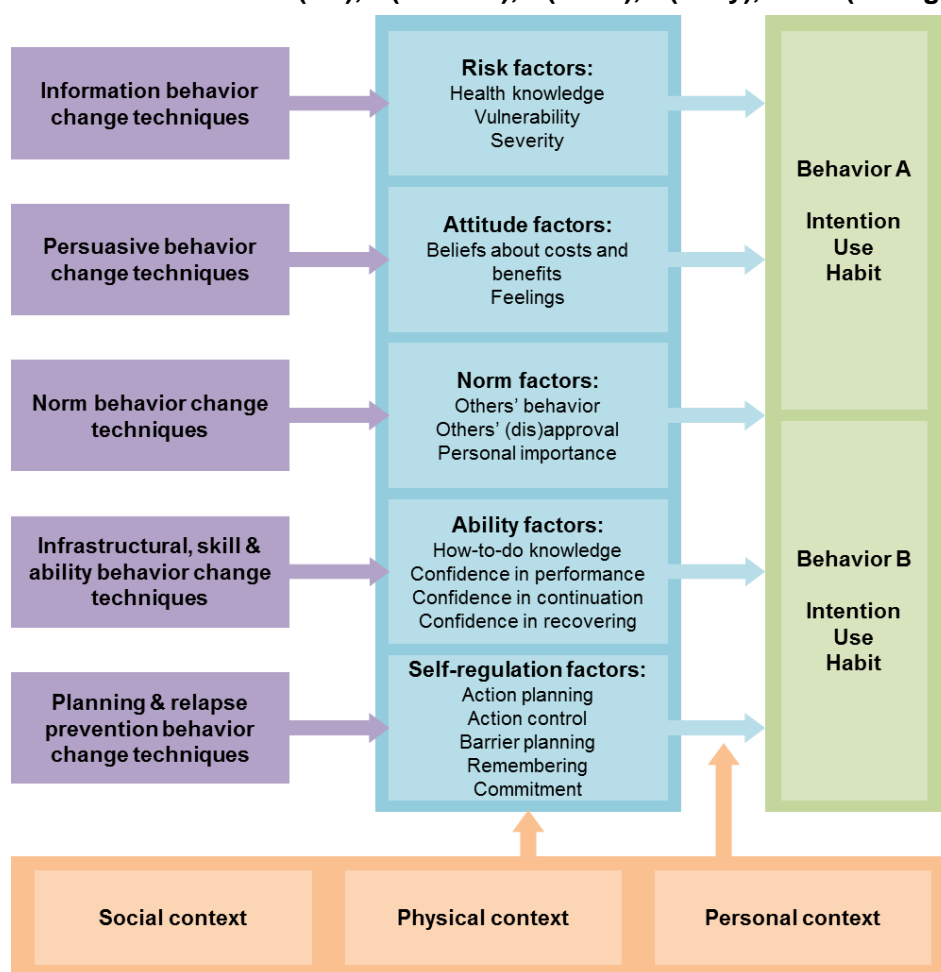 Information behavior
change techniques
Risk factors:
Health knowledge
Vulnerability
Severity
Persuasive behavior
change techniques
Attitude factors:
Beliefs about costs and
benefits
Feelings
Norm behavior change
techniques
Norm factors:
Others' behavior
Others' (dis)approval
Personal importance
Infrastructural, skill &
ability behavior change
techniques
Ability factors:
How-to-do knowledge
Confidence in performance
Confidence in continuation
Confidence in recovering
Planning & relapse
prevention behavior
change techniques
Self-regulation factors:
Action planning
Action control
Barrier planning
Remembering
Commitment
Behavior A
Intention
Use
Habit
Behavior B
Intention
Use
Habit
Social context
Physical context
Personal context